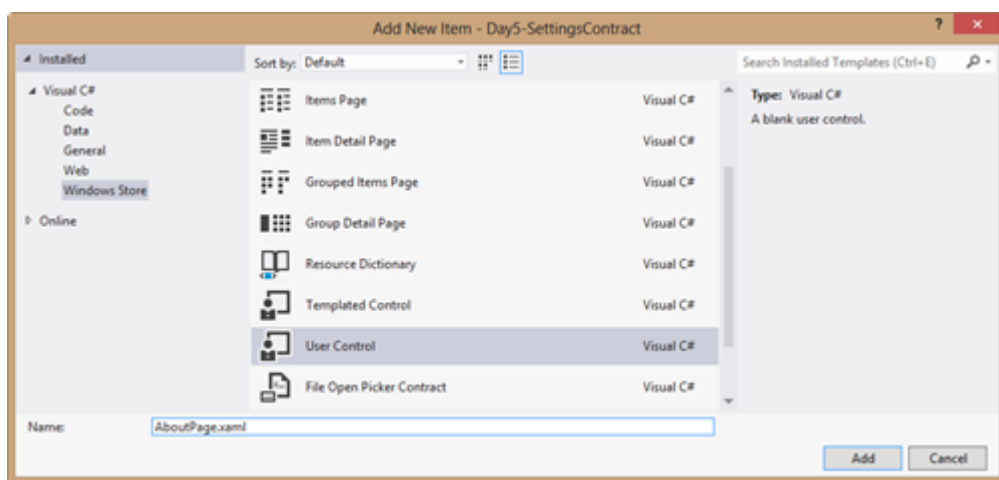 Add New Item - Day5-SettingsContract
?
Installed
Sort by: Default
Search Installed Templates (Ctrl+E)
Visual C#
Code
Data
General
Web
Windows Store
Online
Items Page Visual C#
Item Detail Page Visual C#
Grouped Items Page Visual C#
Group Detail Page Visual C#
Resource Dictionary Visual C#
Templated Control Visual C#
User Control Visual C#
File Open Picker Contract Visual C#
Type: Visual C#
A blank user control.
Name: AboutPage.xaml
Add Cancel